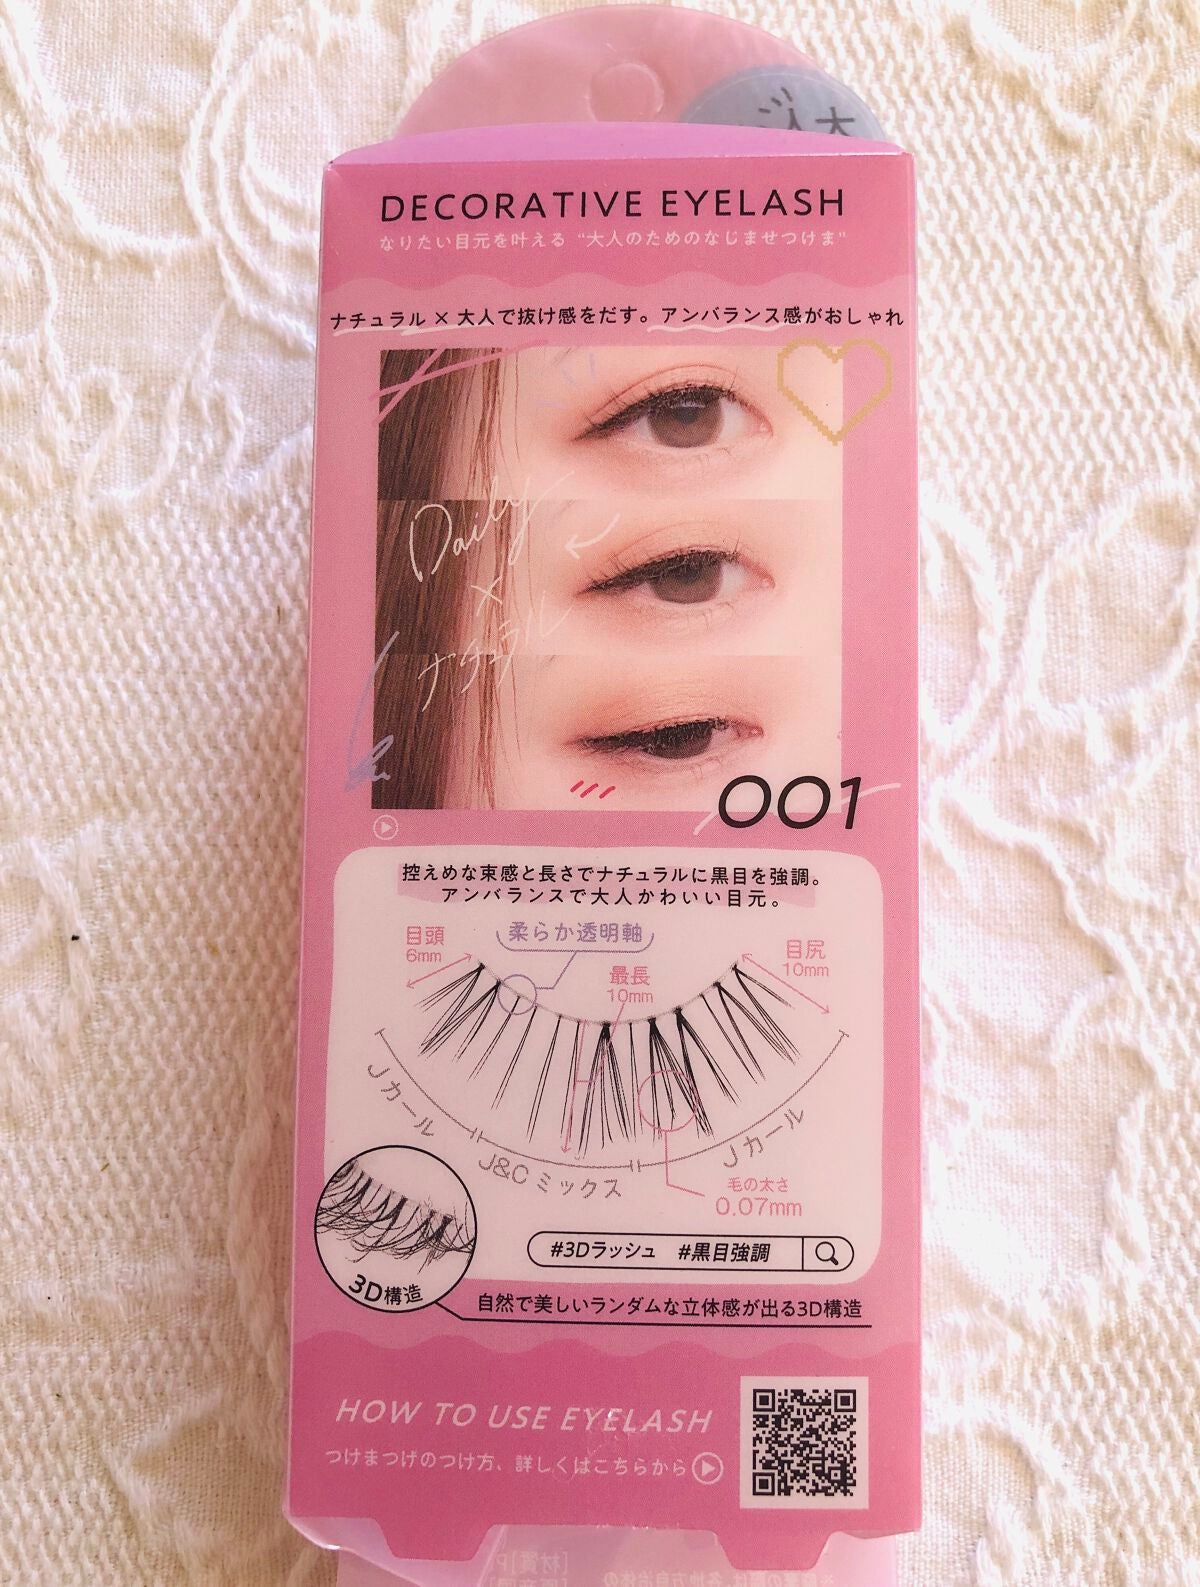 大人
DECORATIVE EYELASH
なりたい目元を叶える “大人のためのなじませつけま”
ナチュラル × 大人で抜け感をだす。アンバランス感がおしゃれ
Daily
×
ナチュラル
001
控えめな束感と長さでナチュラルに黒目を強調。
アンバランスで大人かわいい目元。
目頭
6mm
柔らか透明軸
最長
10mm
目尻
10mm
Jカール
J&Cミックス
Jカール
毛の太さ
0.07mm
#3Dラッシュ #黒目強調
3D構造
自然で美しいランダムな立体感が出る3D構造
HOW TO USE EYELASH
つけまつげのつけ方、詳しくはこちらから